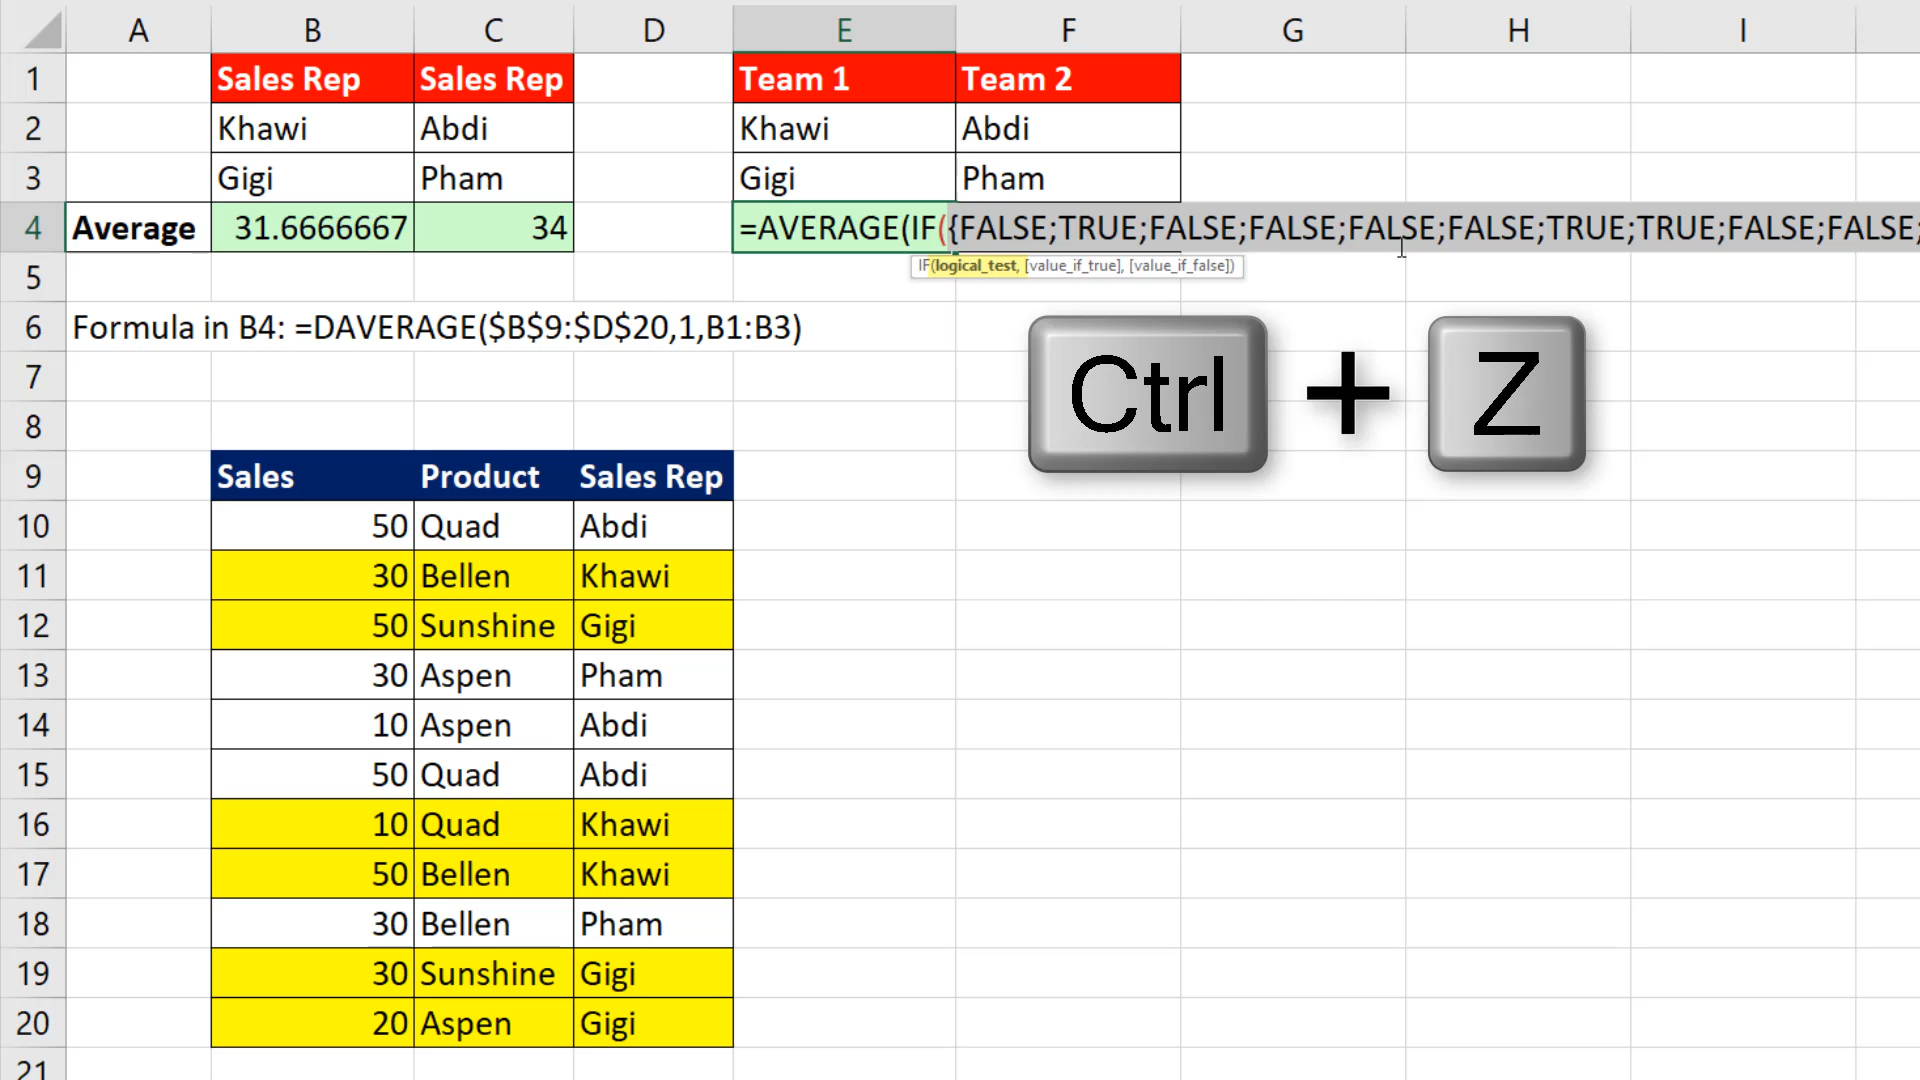 A B C D E F G H I
1 Sales Rep Sales Rep Team 1 Team 2
2 Khawi Abdi Khawi Abdi
3 Gigi Pham Gigi Pham
4 Average 31.6666667 34 =AVERAGE(IF({FALSE;TRUE;FALSE;FALSE;FALSE;FALSE;TRUE;TRUE;FALSE;FALSE;
IF(logical_test, [value_if_true], [value_if_false])
5
6 Formula in B4: =DAVERAGE($B$9:$D$20,1,B1:B3)
7
Ctrl + Z
8
9 Sales Product Sales Rep
10 50 Quad Abdi
11 30 Bellen Khawi
12 50 Sunshine Gigi
13 30 Aspen Pham
14 10 Aspen Abdi
15 50 Quad Abdi
16 10 Quad Khawi
17 50 Bellen Khawi
18 30 Bellen Pham
19 30 Sunshine Gigi
20 20 Aspen Gigi
21